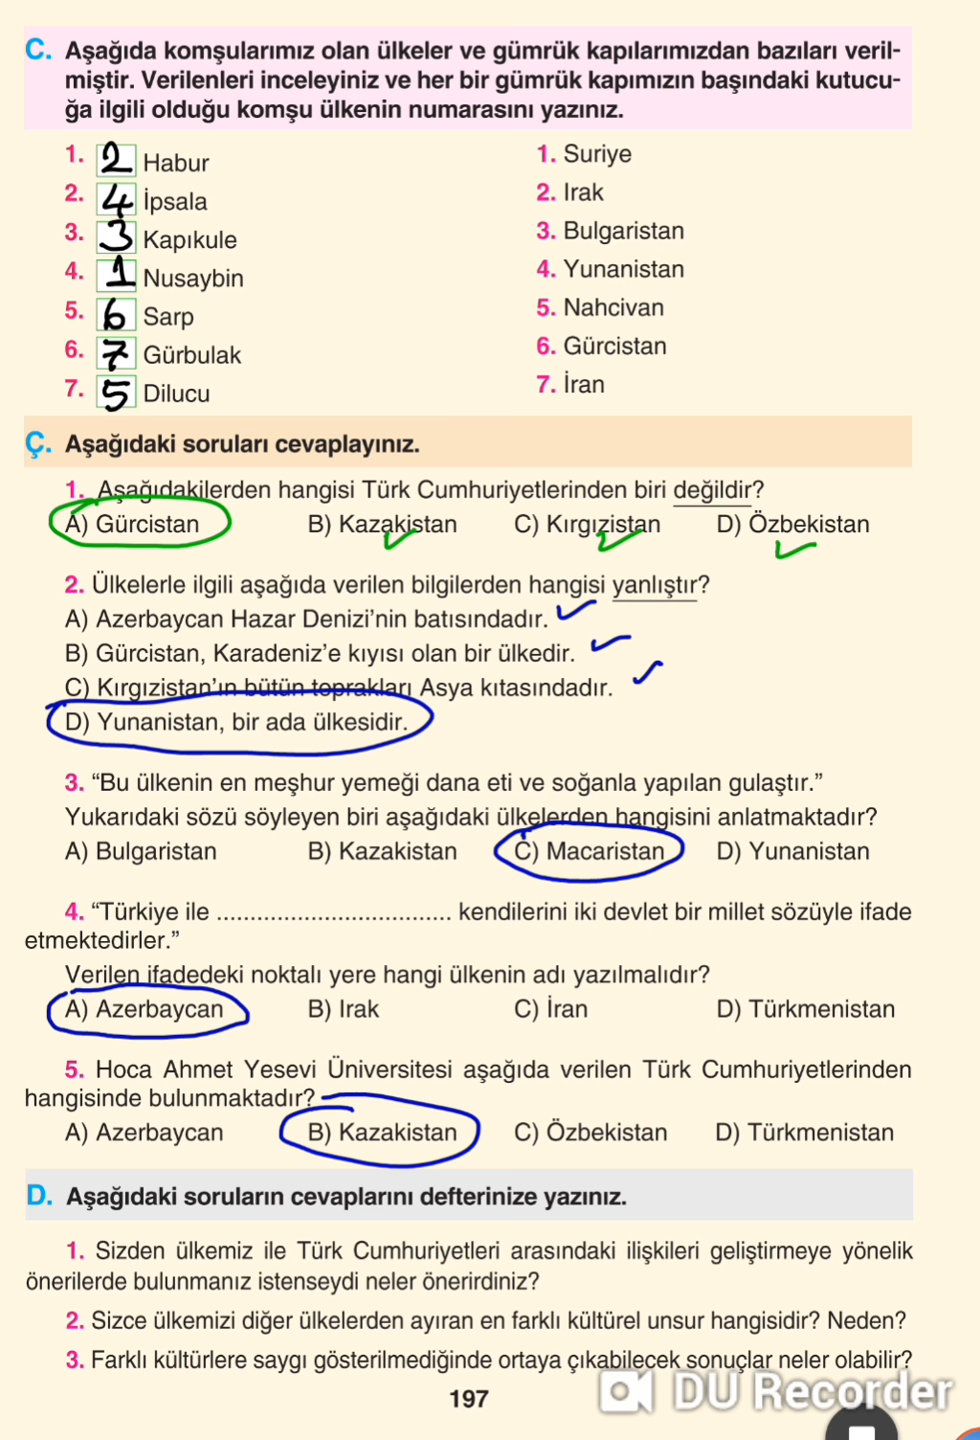 C. Aşağıda komşularımız olan ülkeler ve gümrük kapılarımızdan bazıları veril-
miştir. Verilenleri inceleyiniz ve her bir gümrük kapımızın başındaki kutucu-
ğa ilgili olduğu komşu ülkenin numarasını yazınız.
1. 2 Habur
2. 4 İpsala
3. 3 Kapıkule
4. 1 Nusaybin
5. 6 Sarp
6. 7 Gürbulak
7. 5 Dilucu
1. Suriye
2. Irak
3. Bulgaristan
4. Yunanistan
5. Nahcivan
6. Gürcistan
7. İran
Ç. Aşağıdaki soruları cevaplayınız.
1. Aşağıdakilerden hangisi Türk Cumhuriyetlerinden biri değildir?
A) Gürcistan B) Kazakistan C) Kırgızistan D) Özbekistan
2. Ülkelerle ilgili aşağıda verilen bilgilerden hangisi yanlıştır?
A) Azerbaycan Hazar Denizi’nin batısındadır.
B) Gürcistan, Karadeniz’e kıyısı olan bir ülkedir.
C) Kırgızistan’ın bütün toprakları Asya kıtasındadır.
D) Yunanistan, bir ada ülkesidir.
3. “Bu ülkenin en meşhur yemeği dana eti ve soğanla yapılan gulaştır.”
Yukarıdaki sözü söyleyen biri aşağıdaki ülkelerden hangisini anlatmaktadır?
A) Bulgaristan B) Kazakistan C) Macaristan D) Yunanistan
4. “Türkiye ile ................................... kendilerini iki devlet bir millet sözüyle ifade
etmektedirler.”
Verilen ifadedeki noktalı yere hangi ülkenin adı yazılmalıdır?
A) Azerbaycan B) Irak C) İran D) Türkmenistan
5. Hoca Ahmet Yesevi Üniversitesi aşağıda verilen Türk Cumhuriyetlerinden
hangisinde bulunmaktadır?
A) Azerbaycan B) Kazakistan C) Özbekistan D) Türkmenistan
D. Aşağıdaki soruların cevaplarını defterinize yazınız.
1. Sizden ülkemiz ile Türk Cumhuriyetleri arasındaki ilişkileri geliştirmeye yönelik
önerilerde bulunmanız istenseydi neler önerirdiniz?
2. Sizce ülkemizi diğer ülkelerden ayıran en farklı kültürel unsur hangisidir? Neden?
3. Farklı kültürlere saygı gösterilmediğinde ortaya çıkabilecek sonuçlar neler olabilir?
197
DU Recorder